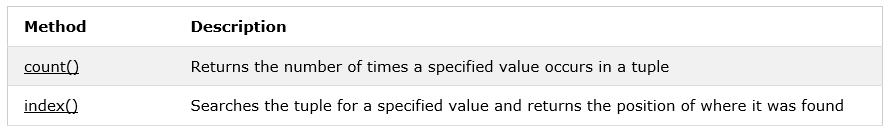 Method Description
count() Returns the number of times a specified value occurs in a tuple
index() Searches the tuple for a specified value and returns the position of where it was found